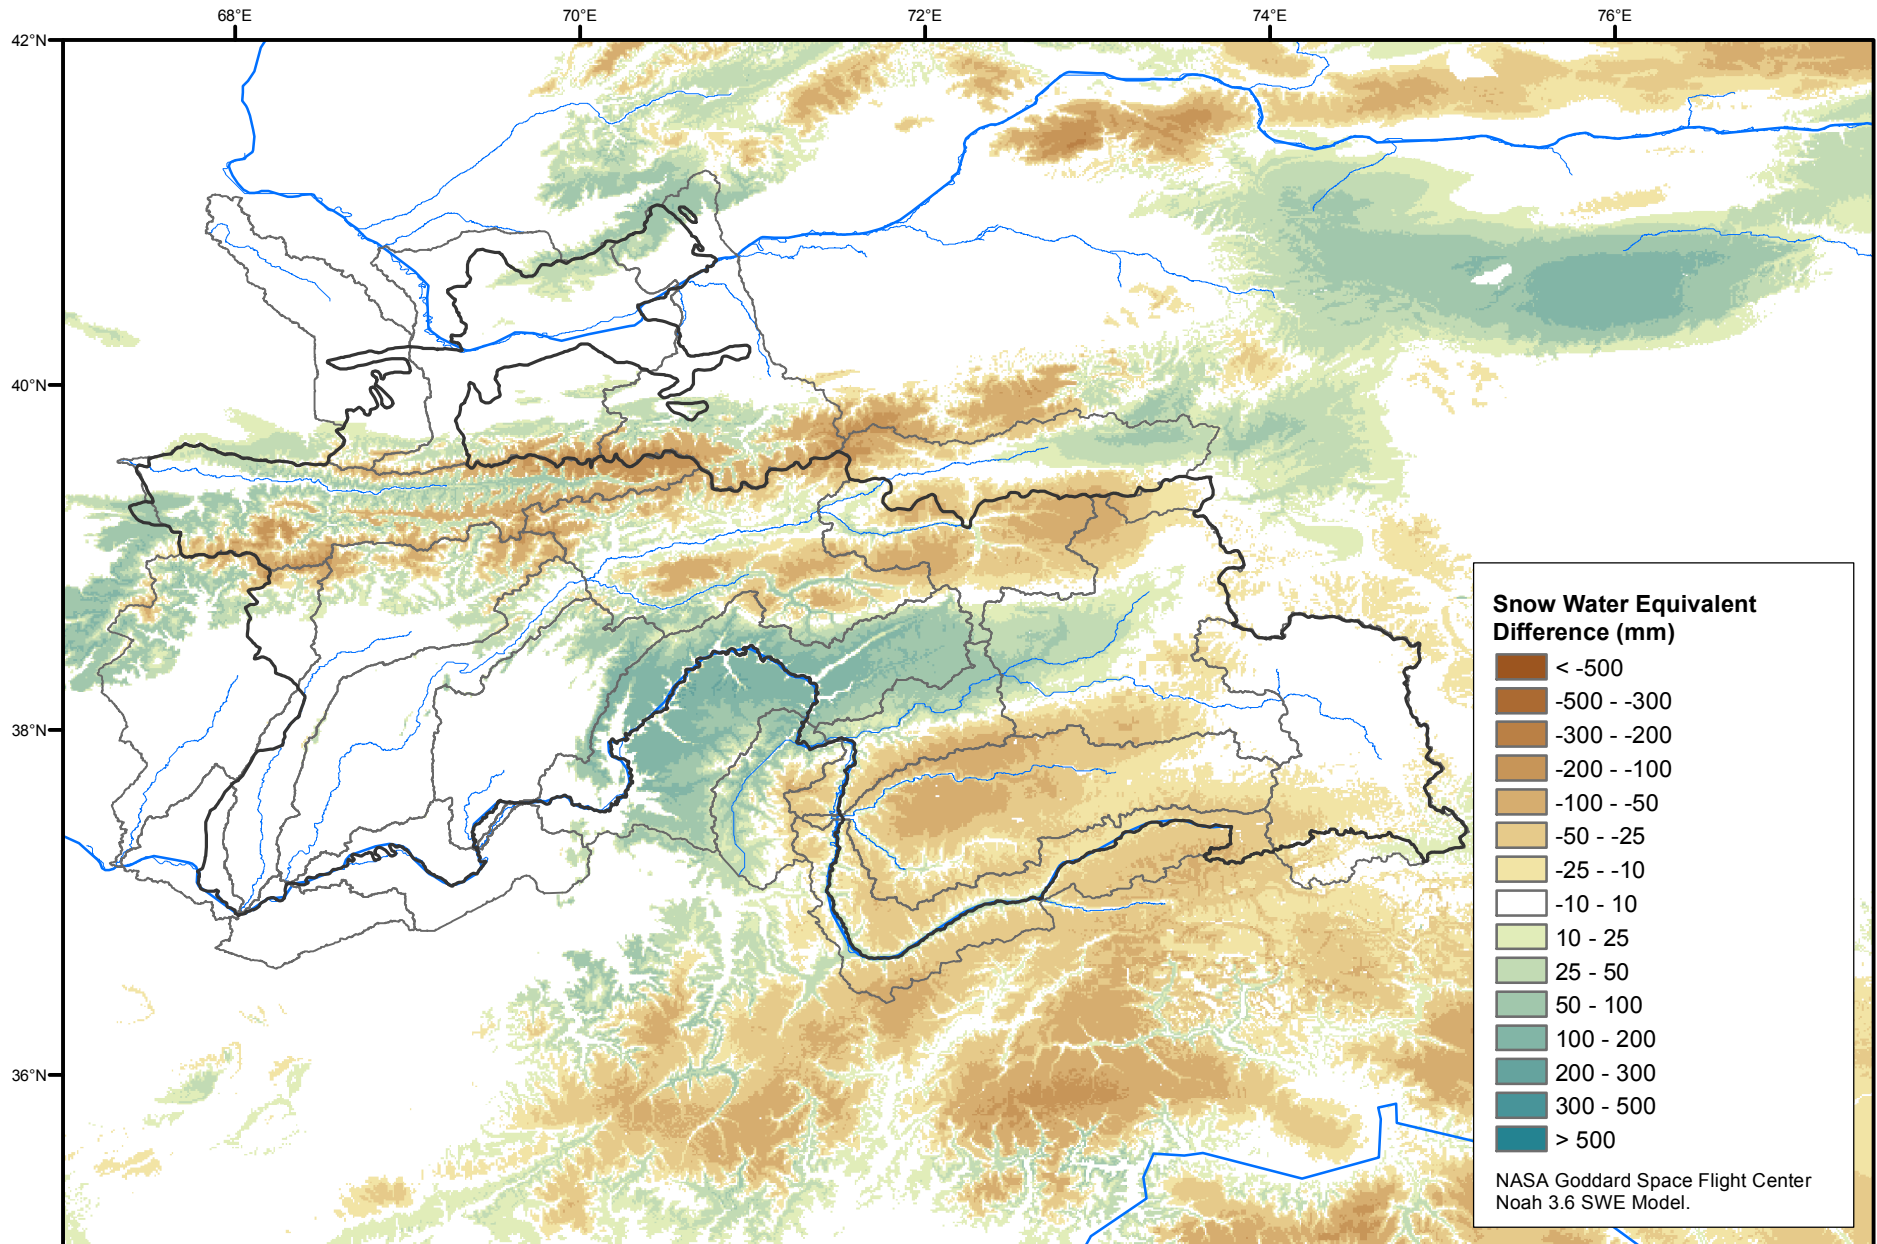 68°E
70°E
72°E
74°E
76°E
42°N
40°N
38°N
36°N
Snow Water Equivalent
Difference (mm)
< -500
-500 - -300
-300 - -200
-200 - -100
-100 - -50
-50 - -25
-25 - -10
-10 - 10
10 - 25
25 - 50
50 - 100
100 - 200
200 - 300
300 - 500
> 500
NASA Goddard Space Flight Center
Noah 3.6 SWE Model.